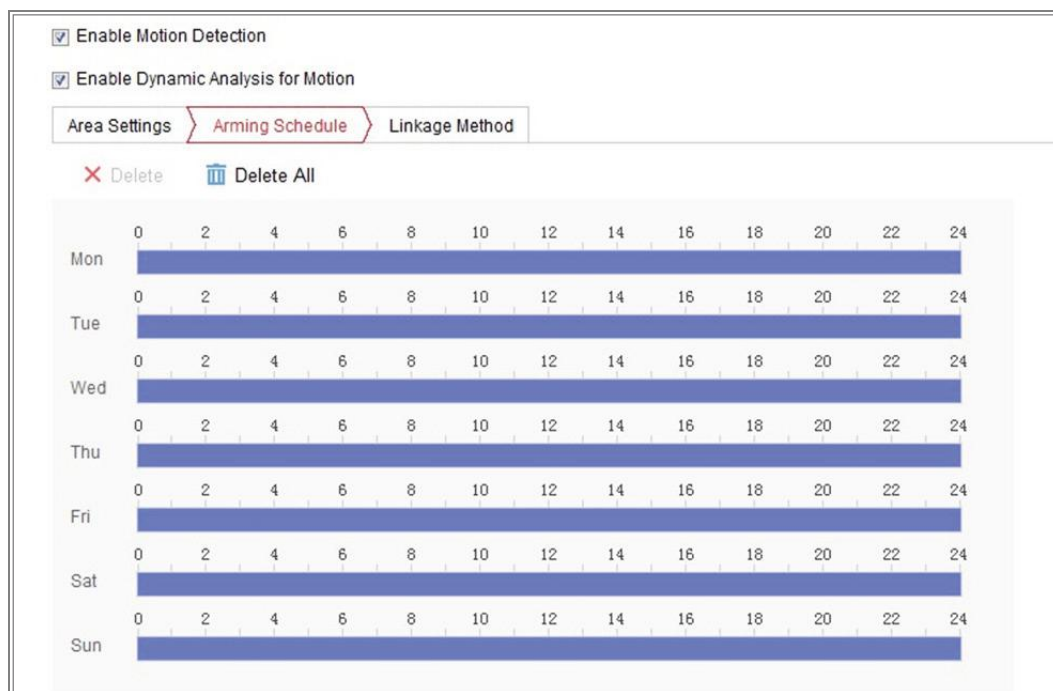 Enable Motion Detection
Enable Dynamic Analysis for Motion
Area Settings Arming Schedule Linkage Method
Delete Delete All
0 2 4 6 8 10 12 14 16 18 20 22 24
Mon
0 2 4 6 8 10 12 14 16 18 20 22 24
Tue
0 2 4 6 8 10 12 14 16 18 20 22 24
Wed
0 2 4 6 8 10 12 14 16 18 20 22 24
Thu
0 2 4 6 8 10 12 14 16 18 20 22 24
Fri
0 2 4 6 8 10 12 14 16 18 20 22 24
Sat
0 2 4 6 8 10 12 14 16 18 20 22 24
Sun